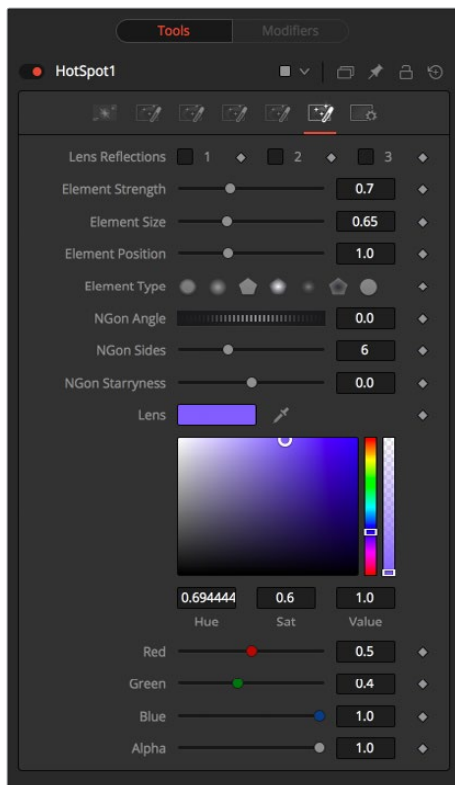 Tools Modifiers
HotSpot1
Lens Reflections 1 2 3
Element Strength 0.7
Element Size 0.65
Element Position 1.0
Element Type
NGon Angle 0.0
NGon Sides 6
NGon Starryness 0.0
Lens
0.694444 0.6 1.0
Hue Sat Value
Red 0.5
Green 0.4
Blue 1.0
Alpha 1.0